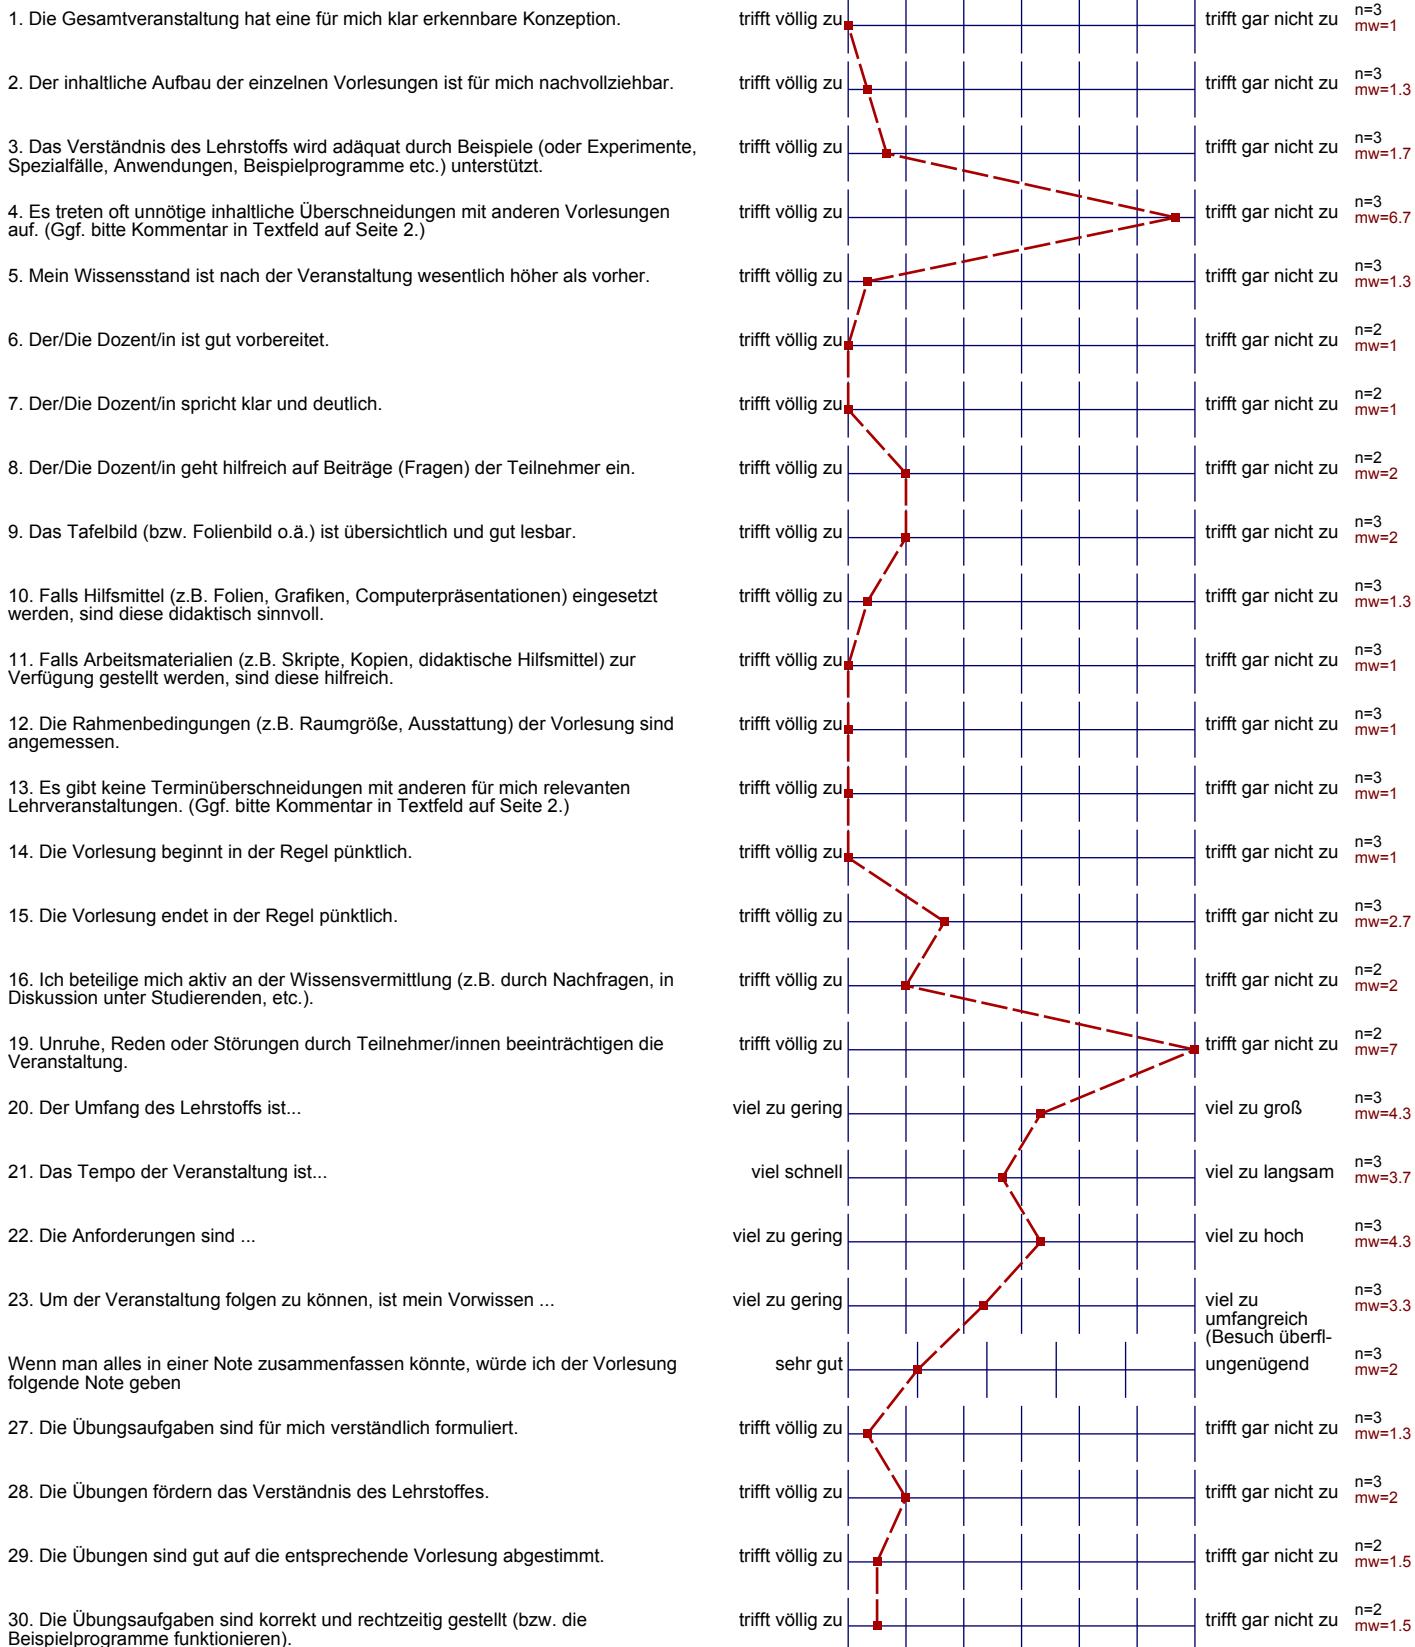 1. Die Gesamtveranstaltung hat eine für mich klar erkennbare Konzeption.
trifft völlig zu
trifft gar nicht zu
n=3
mw=1
2. Der inhaltliche Aufbau der einzelnen Vorlesungen ist für mich nachvollziehbar.
trifft völlig zu
trifft gar nicht zu
n=3
mw=1.3
3. Das Verständnis des Lehrstoffs wird adäquat durch Beispiele (oder Experimente,
Spezialfälle, Anwendungen, Beispielprogramme etc.) unterstützt.
trifft völlig zu
trifft gar nicht zu
n=3
mw=1.7
4. Es treten oft unnötige inhaltliche Überschneidungen mit anderen Vorlesungen
auf. (Ggf. bitte Kommentar in Textfeld auf Seite 2.)
trifft völlig zu
trifft gar nicht zu
n=3
mw=6.7
5. Mein Wissensstand ist nach der Veranstaltung wesentlich höher als vorher.
trifft völlig zu
trifft gar nicht zu
n=3
mw=1.3
6. Der/Die Dozent/in ist gut vorbereitet.
trifft völlig zu
trifft gar nicht zu
n=2
mw=1
7. Der/Die Dozent/in spricht klar und deutlich.
trifft völlig zu
trifft gar nicht zu
n=2
mw=1
8. Der/Die Dozent/in geht hilfreich auf Beiträge (Fragen) der Teilnehmer ein.
trifft völlig zu
trifft gar nicht zu
n=2
mw=2
9. Das Tafelbild (bzw. Folienbild o.ä.) ist übersichtlich und gut lesbar.
trifft völlig zu
trifft gar nicht zu
n=3
mw=2
10. Falls Hilfsmittel (z.B. Folien, Grafiken, Computerpräsentationen) eingesetzt
werden, sind diese didaktisch sinnvoll.
trifft völlig zu
trifft gar nicht zu
n=3
mw=1.3
11. Falls Arbeitsmaterialien (z.B. Skripte, Kopien, didaktische Hilfsmittel) zur
Verfügung gestellt werden, sind diese hilfreich.
trifft völlig zu
trifft gar nicht zu
n=3
mw=1
12. Die Rahmenbedingungen (z.B. Raumgröße, Ausstattung) der Vorlesung sind
angemessen.
trifft völlig zu
trifft gar nicht zu
n=3
mw=1
13. Es gibt keine Terminüberschneidungen mit anderen für mich relevanten
Lehrveranstaltungen. (Ggf. bitte Kommentar in Textfeld auf Seite 2.)
trifft völlig zu
trifft gar nicht zu
n=3
mw=1
14. Die Vorlesung beginnt in der Regel pünktlich.
trifft völlig zu
trifft gar nicht zu
n=3
mw=1
15. Die Vorlesung endet in der Regel pünktlich.
trifft völlig zu
trifft gar nicht zu
n=3
mw=2.7
16. Ich beteilige mich aktiv an der Wissensvermittlung (z.B. durch Nachfragen, in
Diskussion unter Studierenden, etc.).
trifft völlig zu
trifft gar nicht zu
n=2
mw=2
19. Unruhe, Reden oder Störungen durch Teilnehmer/innen beeinträchtigen die
Veranstaltung.
trifft völlig zu
trifft gar nicht zu
n=2
mw=7
20. Der Umfang des Lehrstoffs ist...
viel zu gering
viel zu groß
n=3
mw=4.3
21. Das Tempo der Veranstaltung ist...
viel schnell
viel zu langsam
n=3
mw=3.7
22. Die Anforderungen sind ...
viel zu gering
viel zu hoch
n=3
mw=4.3
23. Um der Veranstaltung folgen zu können, ist mein Vorwissen ...
viel zu gering
viel zu
umfangreich
(Besuch überfl-
n=3
mw=3.3
Wenn man alles in einer Note zusammenfassen könnte, würde ich der Vorlesung
folgende Note geben
sehr gut
ungenügend
n=3
mw=2
27. Die Übungsaufgaben sind für mich verständlich formuliert.
trifft völlig zu
trifft gar nicht zu
n=3
mw=1.3
28. Die Übungen fördern das Verständnis des Lehrstoffes.
trifft völlig zu
trifft gar nicht zu
n=3
mw=2
29. Die Übungen sind gut auf die entsprechende Vorlesung abgestimmt.
trifft völlig zu
trifft gar nicht zu
n=2
mw=1.5
30. Die Übungsaufgaben sind korrekt und rechtzeitig gestellt (bzw. die
Beispielprogramme funktionieren).
trifft völlig zu
trifft gar nicht zu
n=2
mw=1.5